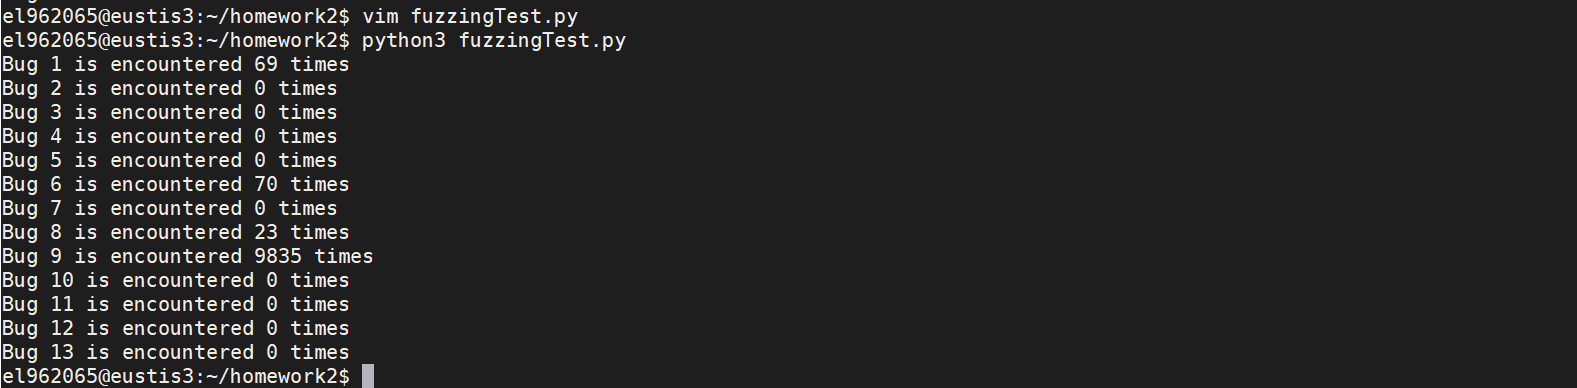 el962065@eustis3:~/homework2$ vim fuzzingTest.py
el962065@eustis3:~/homework2$ python3 fuzzingTest.py
Bug 1 is encountered 69 times
Bug 2 is encountered 0 times
Bug 3 is encountered 0 times
Bug 4 is encountered 0 times
Bug 5 is encountered 0 times
Bug 6 is encountered 70 times
Bug 7 is encountered 0 times
Bug 8 is encountered 23 times
Bug 9 is encountered 9835 times
Bug 10 is encountered 0 times
Bug 11 is encountered 0 times
Bug 12 is encountered 0 times
Bug 13 is encountered 0 times
el962065@eustis3:~/homework2$